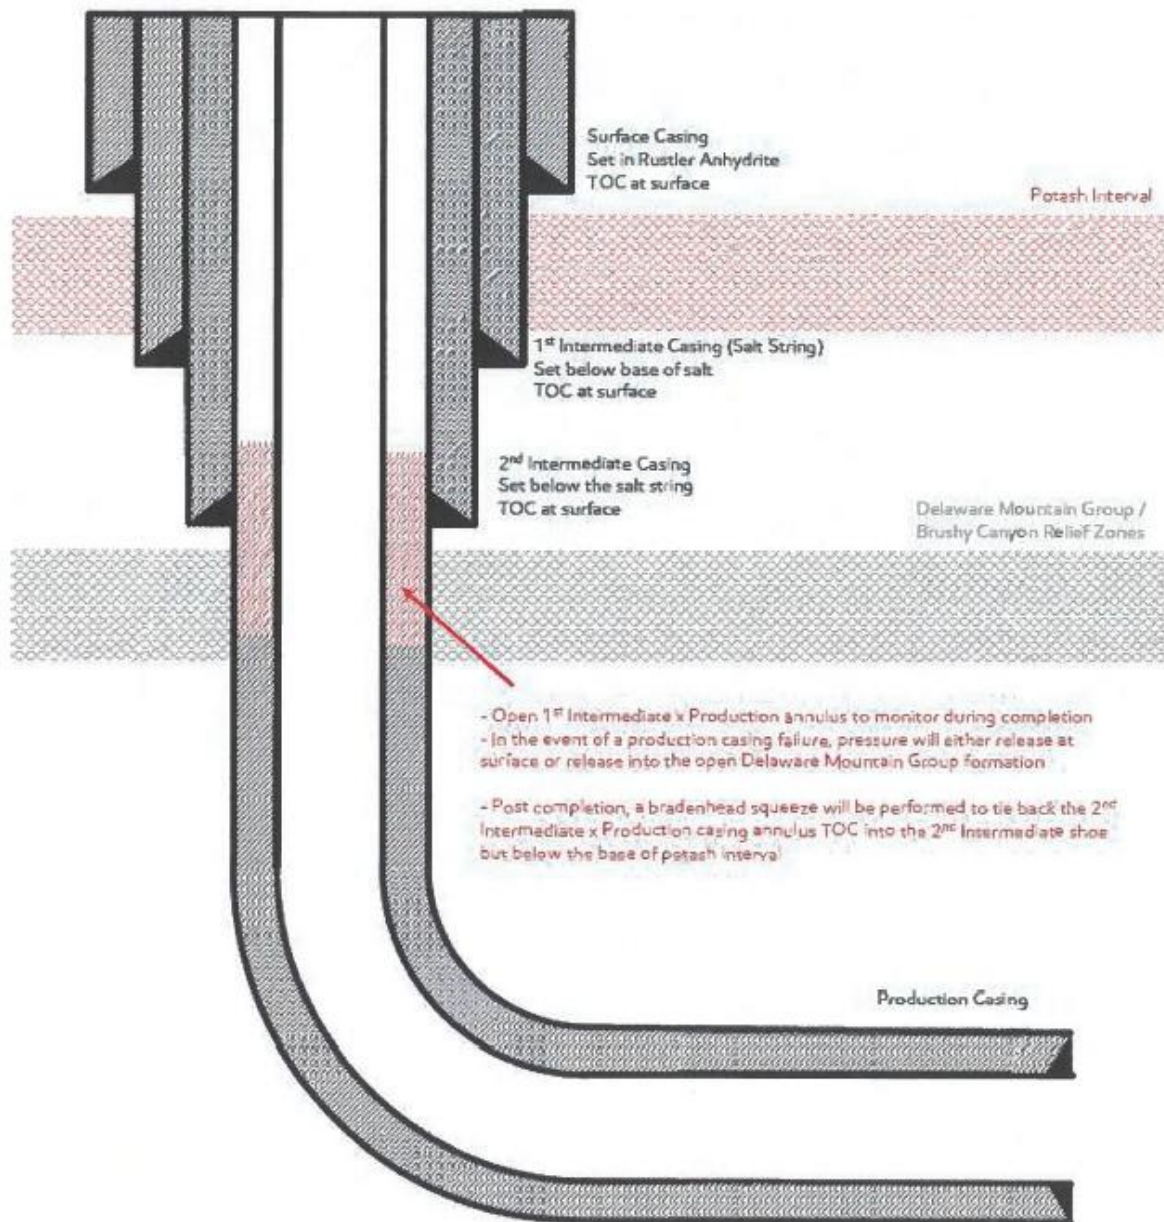 Surface Casing
Set in Rustler Anhydrite
TOC at surface
Potash Interval
1st Intermediate Casing (Salt String)
Set below base of salt
TOC at surface
2nd Intermediate Casing
Set below the salt string
TOC at surface
Delaware Mountain Group /
Brushy Canyon Relief Zones
- Open 1st Intermediate x Production annulus to monitor during completion
- In the event of a production casing failure, pressure will either release at
surface or release into the open Delaware Mountain Group formation
- Post completion, a bradenhead squeeze will be performed to tie back the 2nd
Intermediate x Production casing annulus TOC into the 2nd Intermediate shoe
but below the base of potash interval
Production Casing